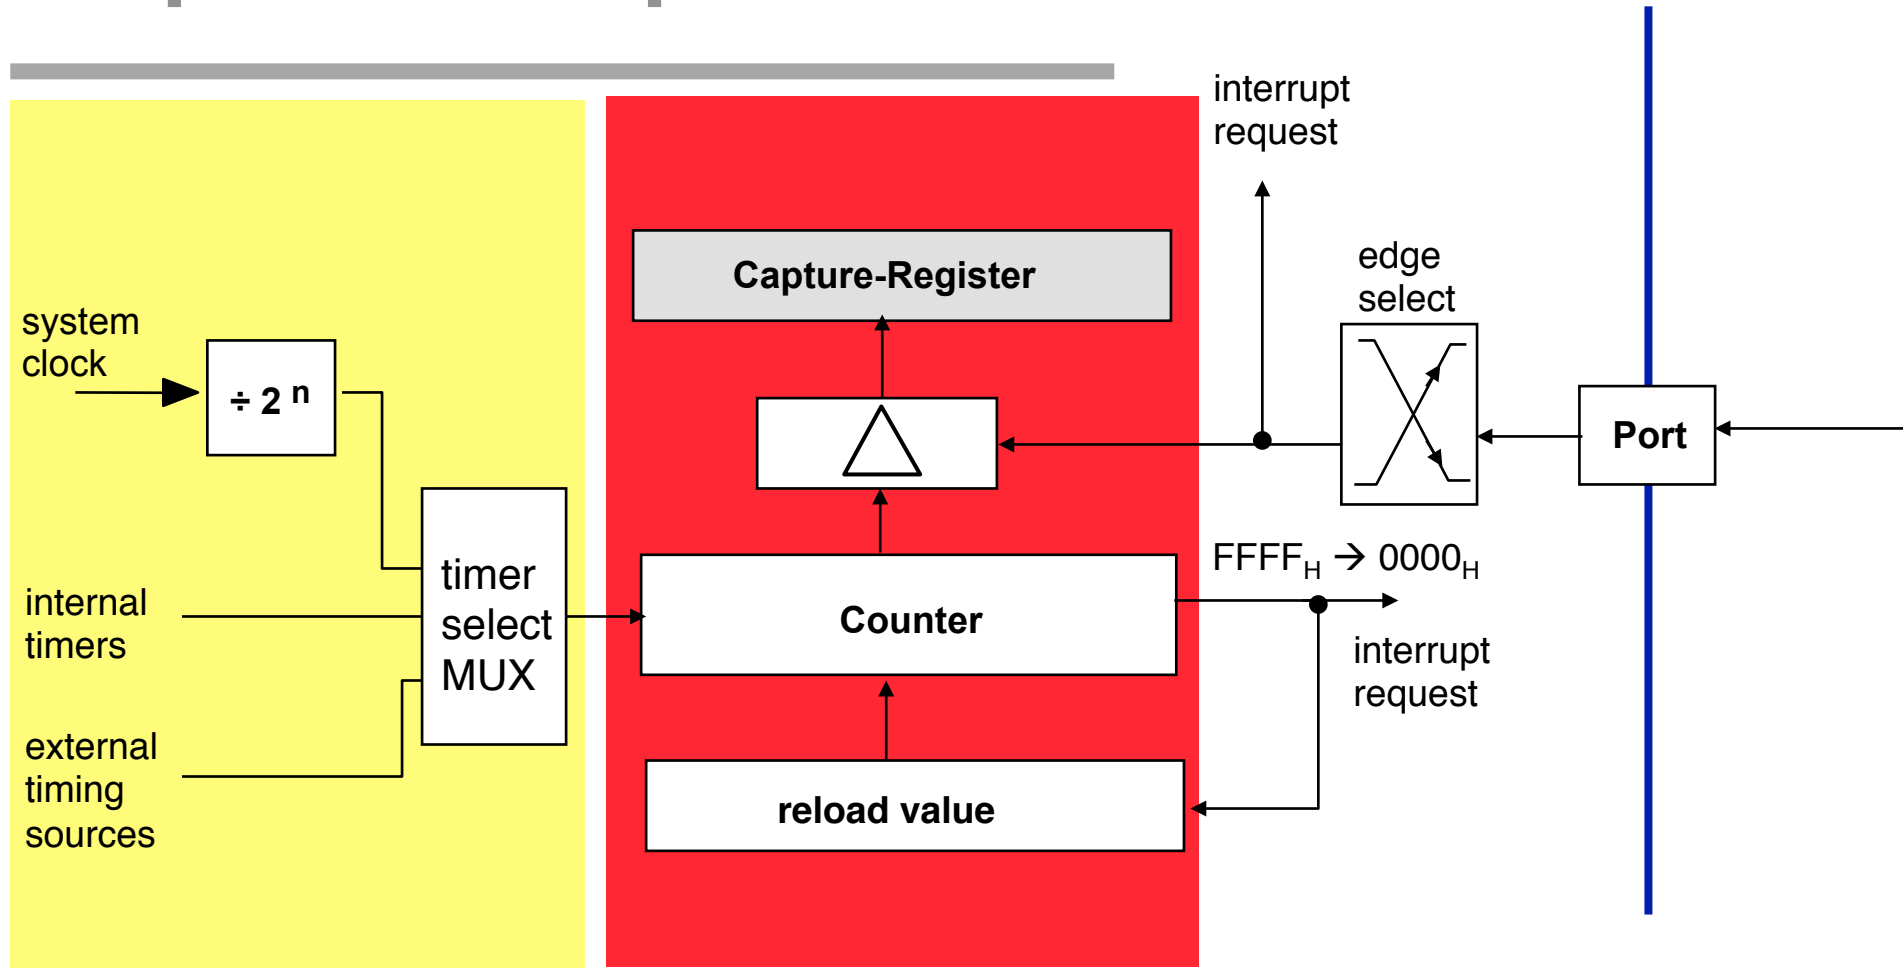 interrupt
request
edge
select
Capture-Register
system
clock
÷ 2 n
Port
FFFFH → 0000H
timer
select
MUX
internal
timers
Counter
interrupt
request
external
timing
sources
reload value